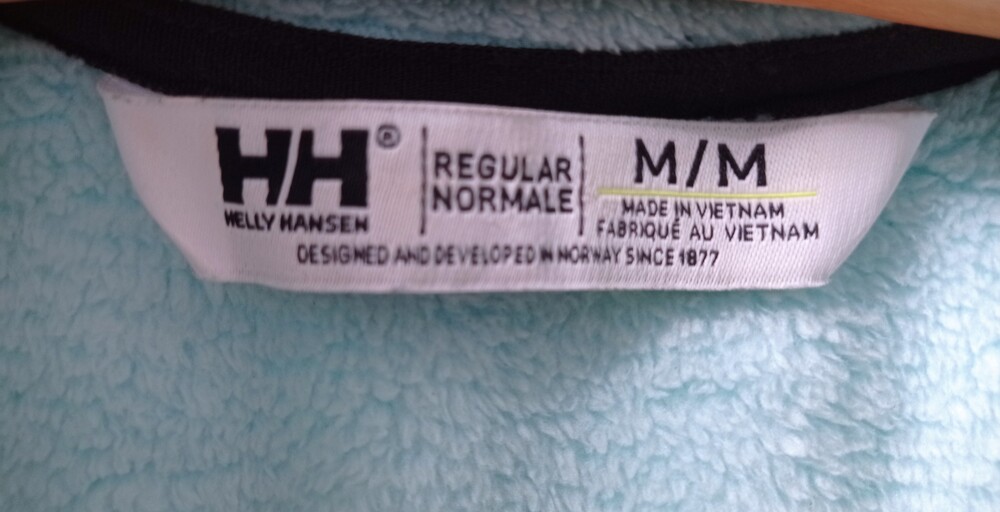 HH®
HELLY HANSEN
REGULAR
NORMALE
M/M
MADE IN VIETNAM
FABRIQUÉ AU VIETNAM
DESIGNED AND DEVELOPED IN NORWAY SINCE 1877